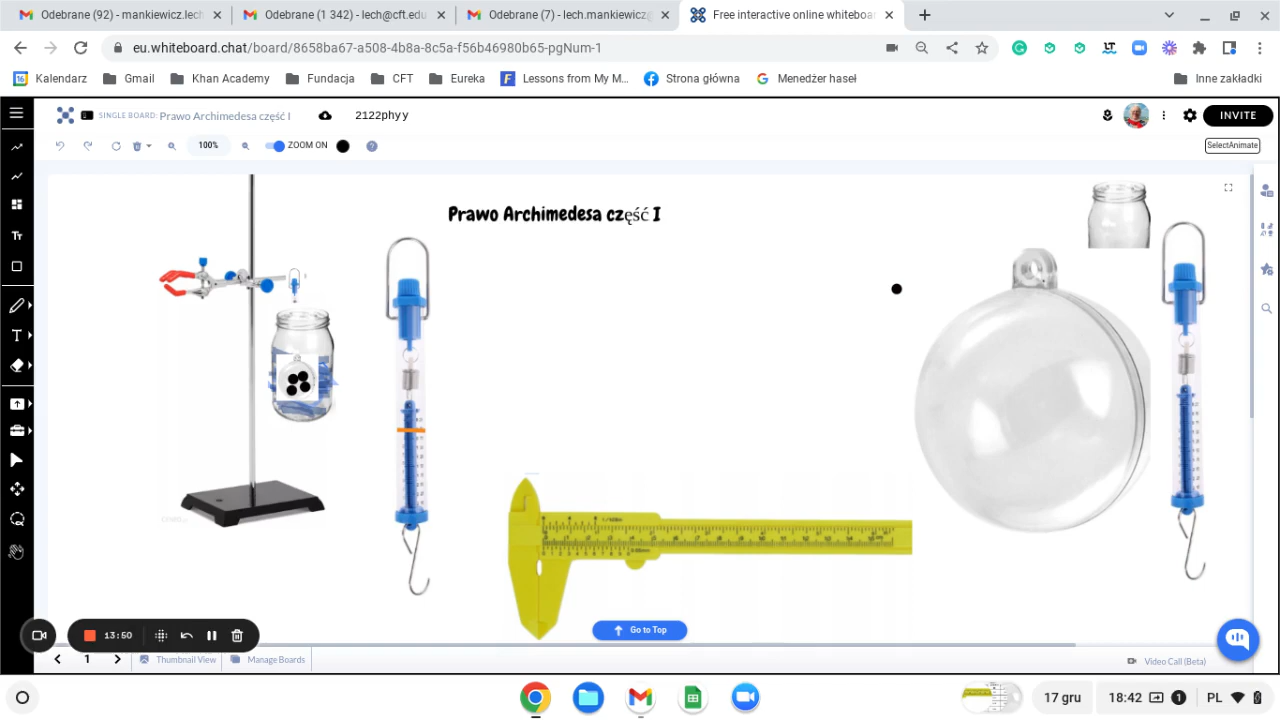 Odebrane (92) - mankiewicz.lech
Odebrane (1 342) - lech@cft.edu
Odebrane (7) - lech.mankiewicz@
Free interactive online whiteboar
eu.whiteboard.chat/board/8658ba67-a508-4b8a-8c5a-f56b46980b65-pgNum-1
Kalendarz
Gmail
Khan Academy
Fundacja
CFT
Eureka
Lessons from My M...
Strona główna
Menedżer haseł
Inne zakładki
SINGLE BOARD: Prawo Archimedesa część I
2122phyy
INVITE
100%
ZOOM ON
SelectAnimate
Prawo Archimedesa część I
13:50
Go to Top
1
Thumbnail View
Manage Boards
Video Call (Beta)
17 gru
18:42
1
PL